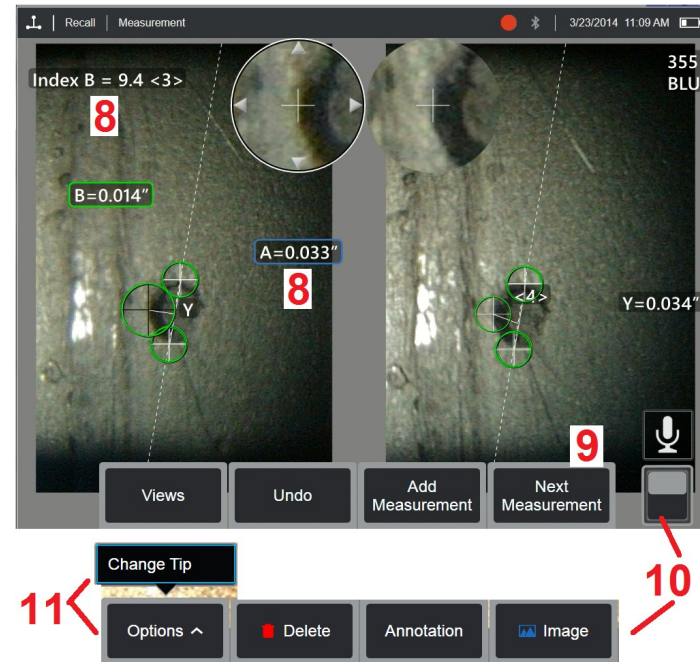 Recall | Measurement
3/23/2014 11:09 AM
Index B = 9.4 <3>
8
355
BLU
B=0.014"
A=0.033"
8
Y
<4>
Y=0.034"
9
Views
Undo
Add
Measurement
Next
Measurement
10
Change Tip
11
Options
Delete
Annotation
Image